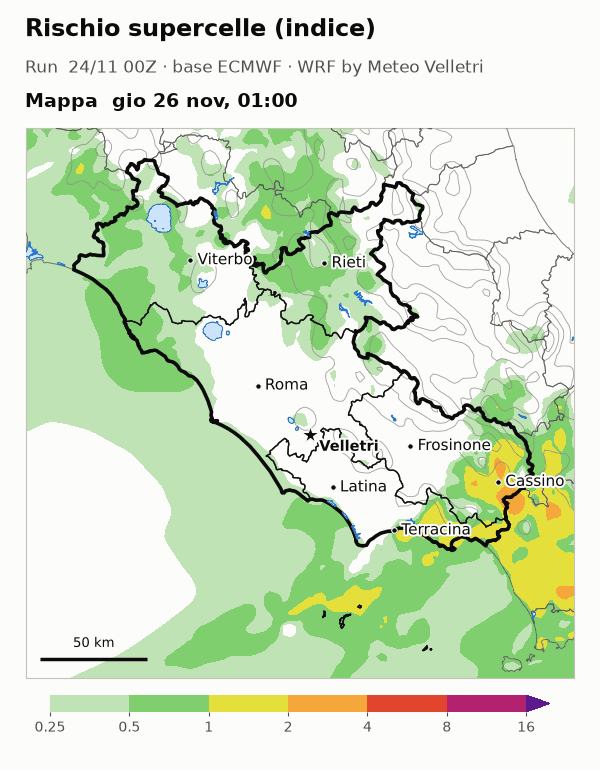 Rischio supercelle (indice)
Run  24/11 00Z · base ECMWF · WRF by Meteo Velletri
Mappa  gio 26 nov, 01:00
Viterbo
Rieti
Roma
Velletri
Frosinone
Latina
Cassino
Terracina
50 km
0.25 0.5 1 2 4 8 16